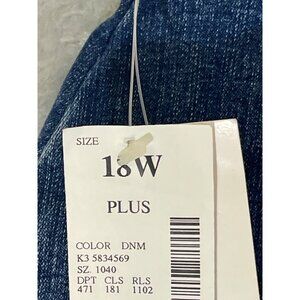 SIZE
18W
PLUS
COLOR DNM
K3 5834569
SZ. 1040
DPT CLS RLS
471 181 1102